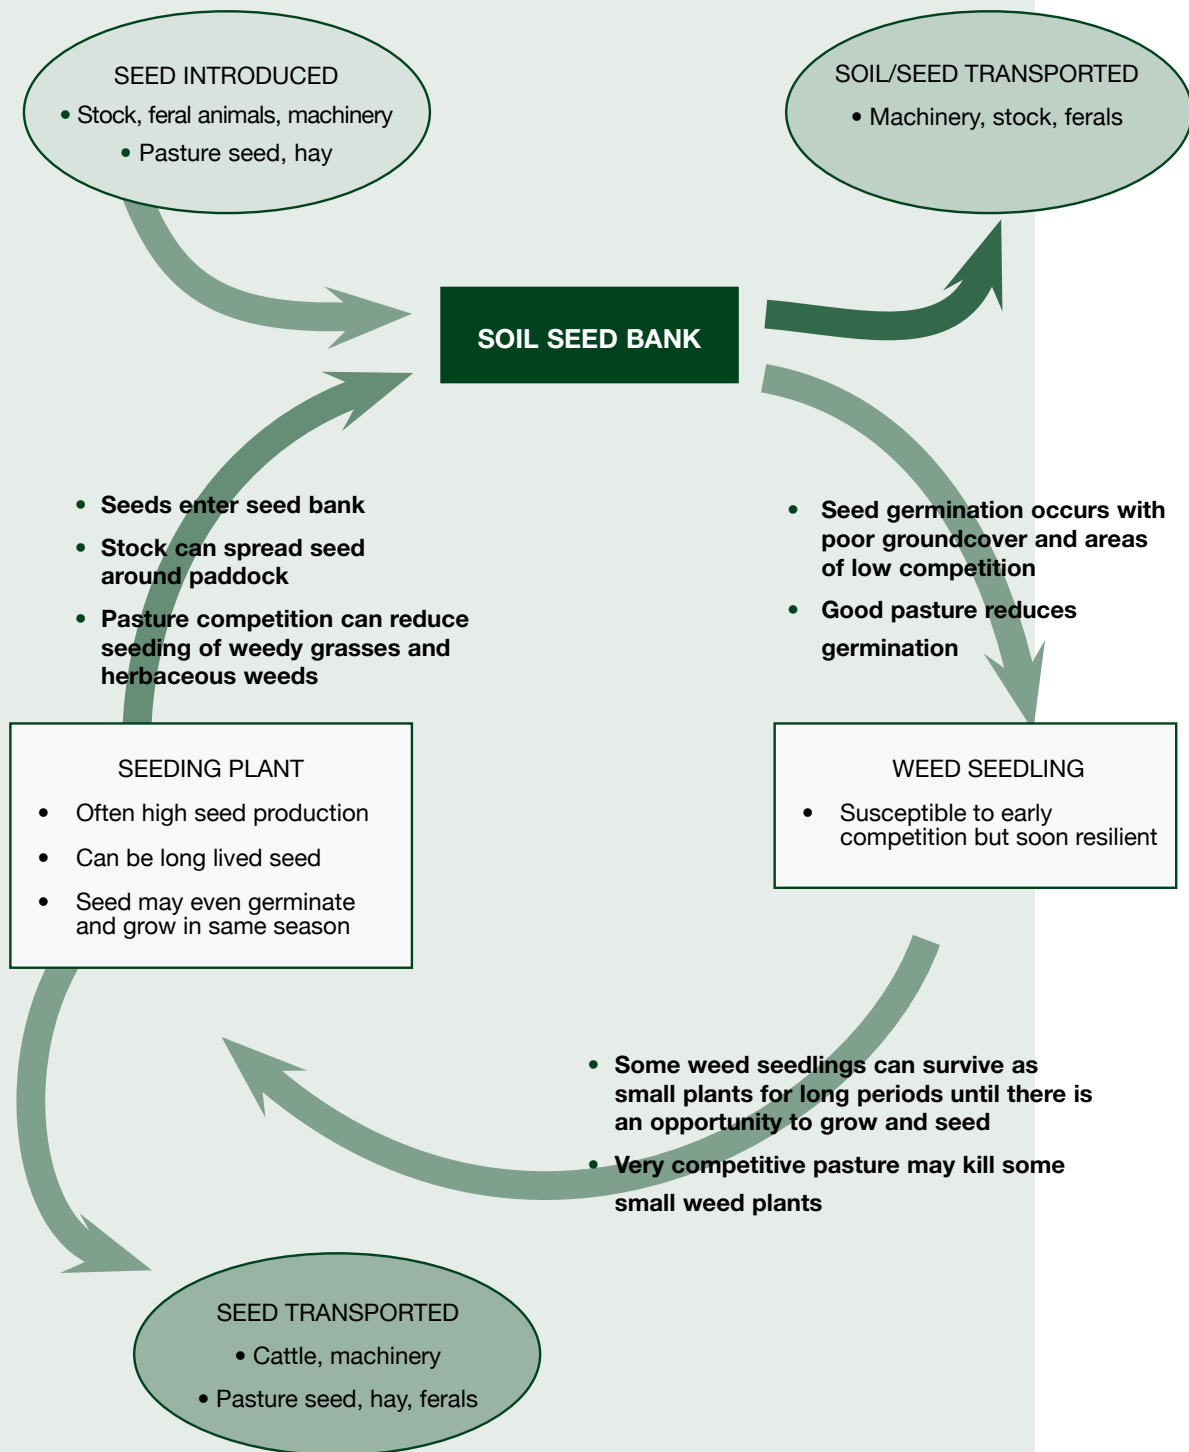 SEED INTRODUCED
• Stock, feral animals, machinery
• Pasture seed, hay
SOIL/SEED TRANSPORTED
• Machinery, stock, ferals
SOIL SEED BANK
• Seeds enter seed bank
• Stock can spread seed
around paddock
• Pasture competition can reduce
seeding of weedy grasses and
herbaceous weeds
• Seed germination occurs with
poor groundcover and areas
of low competition
• Good pasture reduces
germination
SEEDING PLANT
• Often high seed production
• Can be long lived seed
• Seed may even germinate
and grow in same season
WEED SEEDLING
• Susceptible to early
competition but soon resilient
• Some weed seedlings can survive as
small plants for long periods until there is
an opportunity to grow and seed
• Very competitive pasture may kill some
small weed plants
SEED TRANSPORTED
• Cattle, machinery
• Pasture seed, hay, ferals